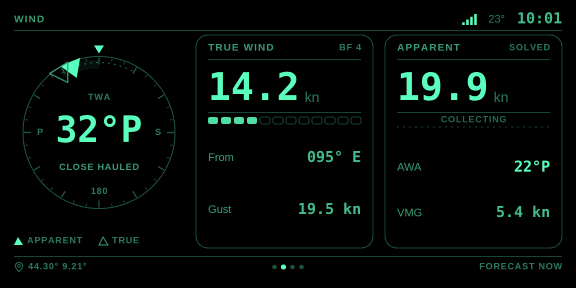 WIND
23° 10:01
TWA
P 32°P S
CLOSE HAULED
180
APPARENT TRUE
TRUE WIND BF 4
14.2 kn
From 095° E
Gust 19.5 kn
APPARENT SOLVED
19.9 kn
COLLECTING
AWA 22°P
VMG 5.4 kn
44.30° 9.21°
FORECAST NOW